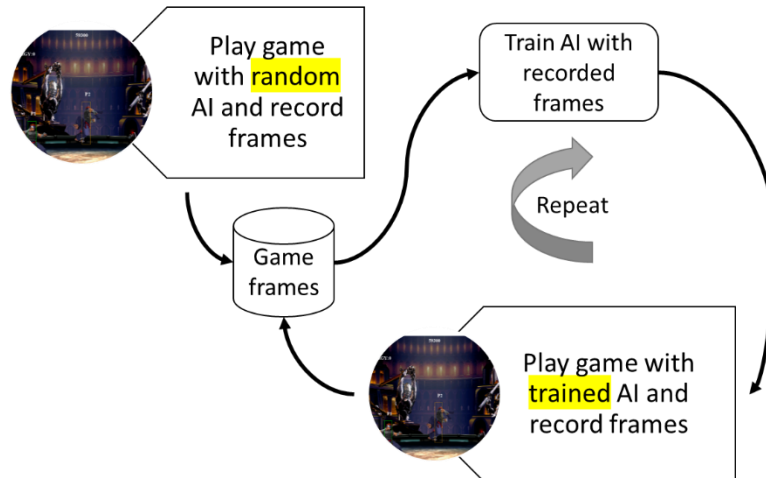 Play game
with random
AI and record
frames
Train AI with
recorded
frames
Repeat
Game
frames
Play game with
trained AI and
record frames